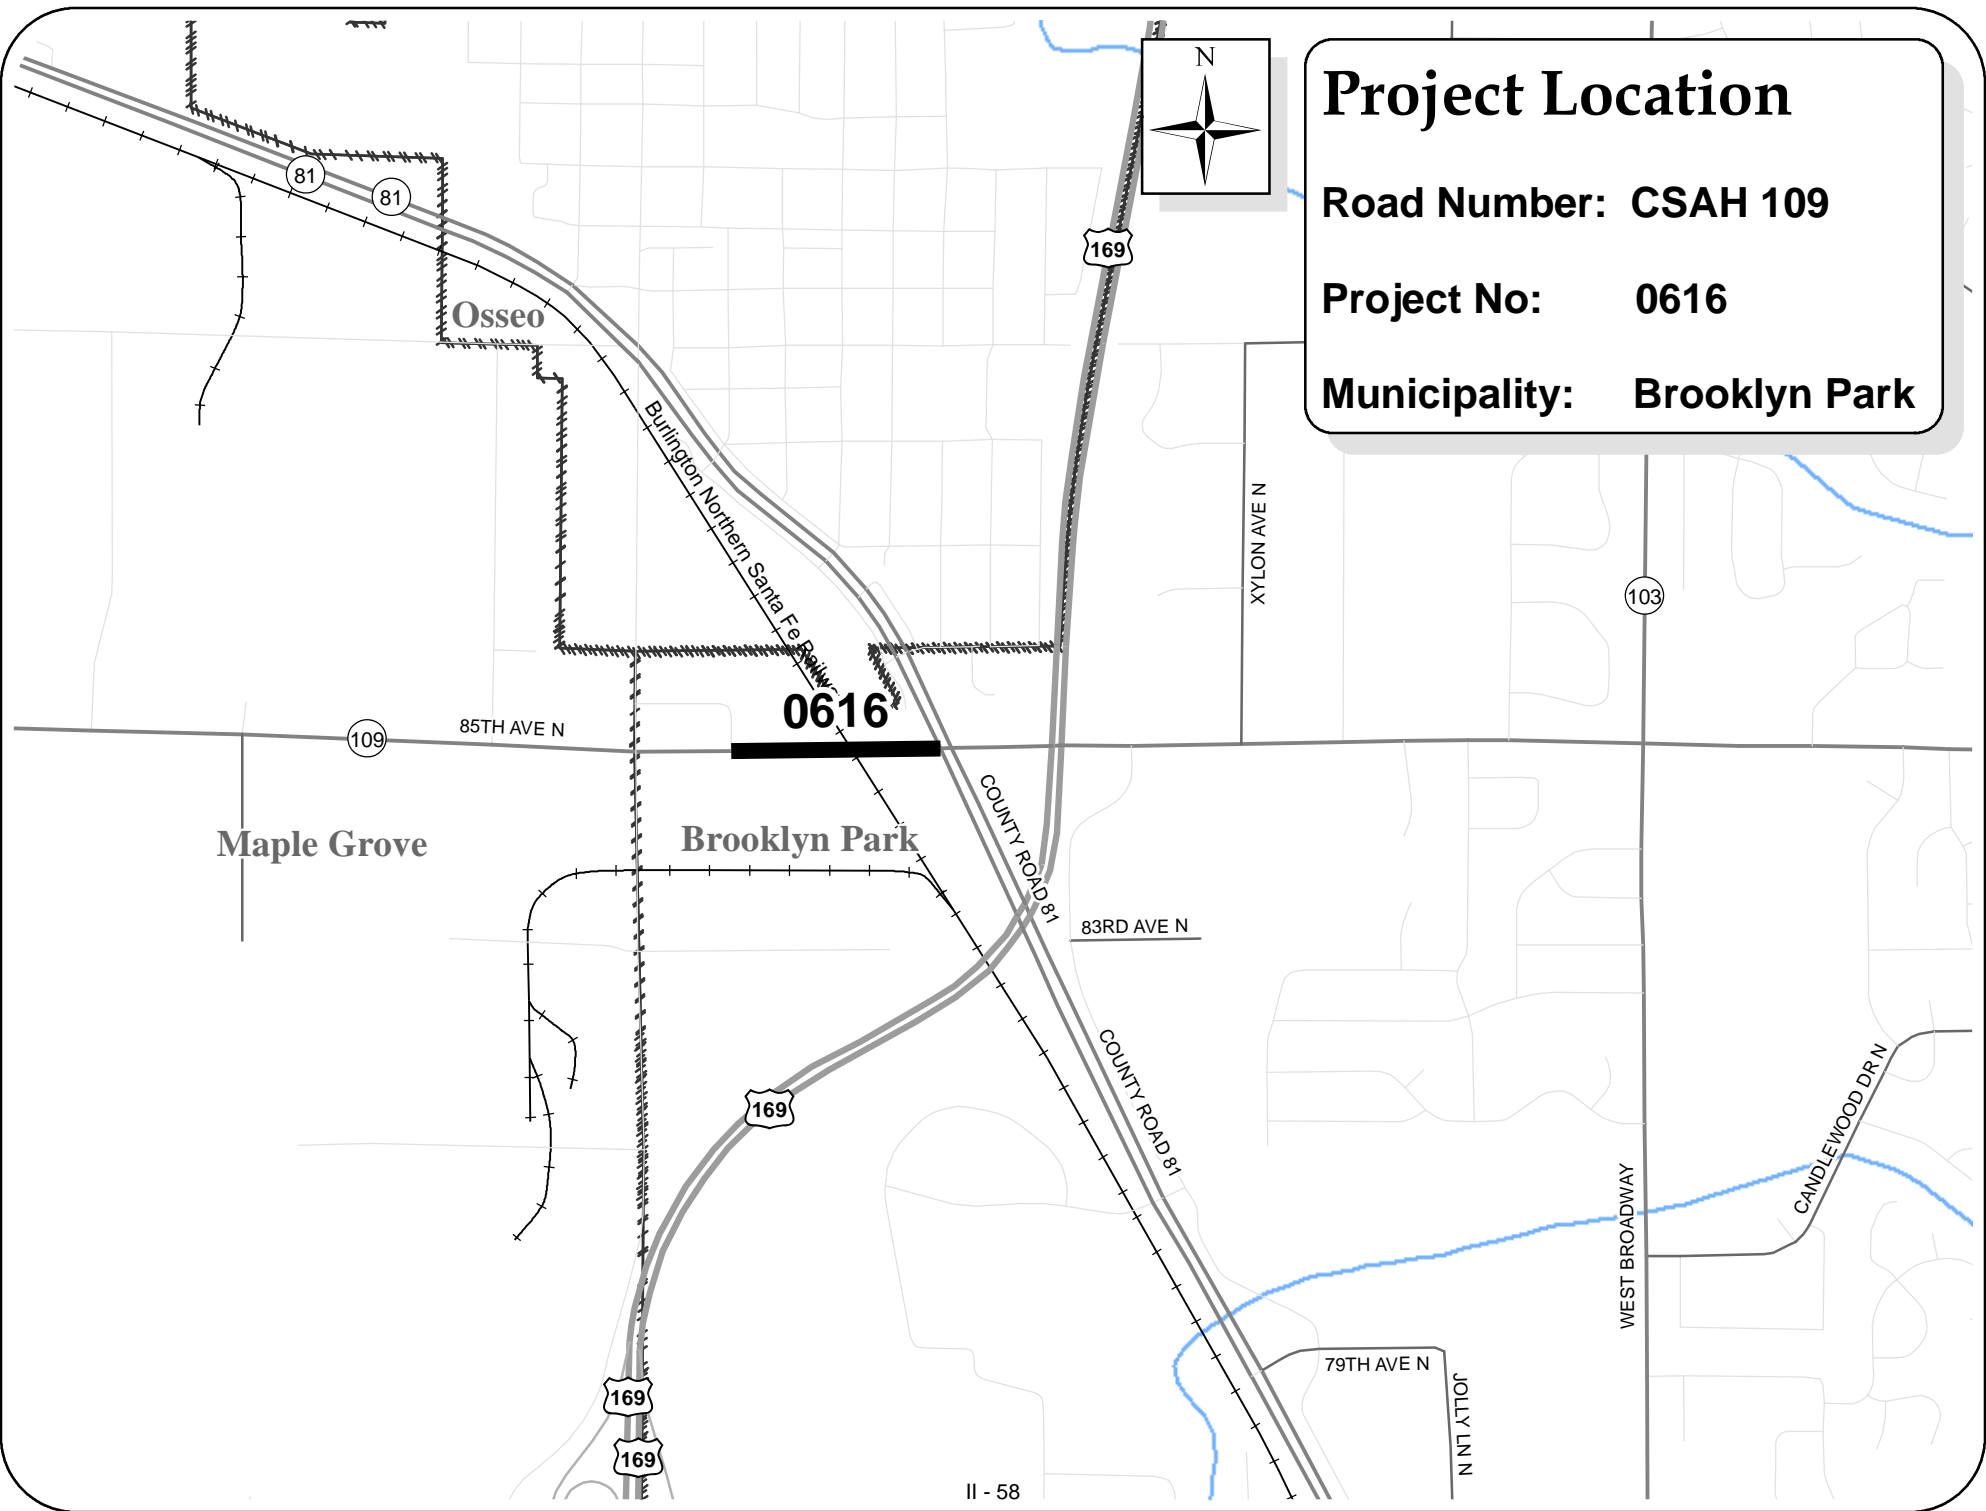 N
Project Location
Road Number: CSAH 109
Project No: 0616
Municipality: Brooklyn Park
81
81
169
Osseo
Burlington Northern Santa Fe Railw
XYLON AVE N
103
0616
85TH AVE N
109
COUNTY ROAD 81
Maple Grove
Brooklyn Park
83RD AVE N
COUNTY ROAD 81
169
CANDLEWOOD DR N
WEST BROADWAY
79TH AVE N
JOLLY LN N
169
169
II - 58